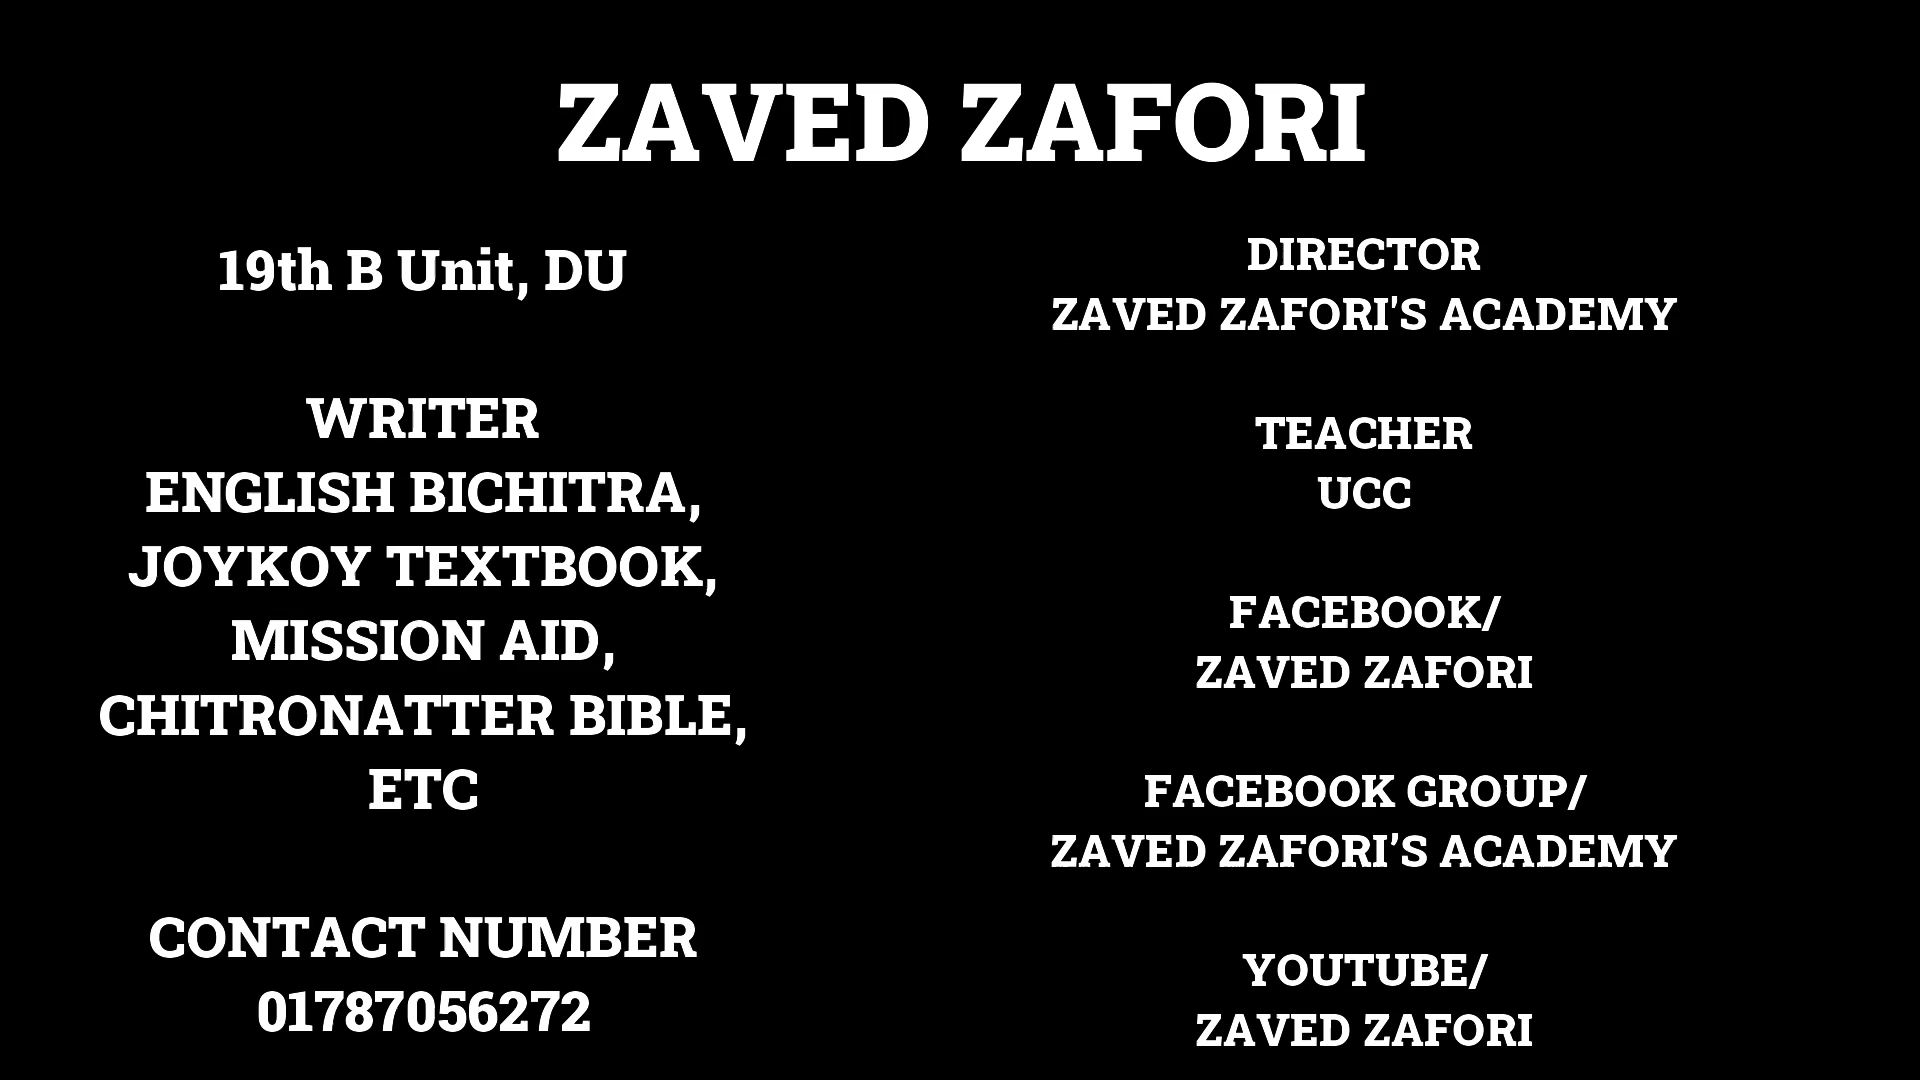 ZAVED ZAFORI
19th B Unit, DU
WRITER
ENGLISH BICHITRA,
JOYKOY TEXTBOOK,
MISSION AID,
CHITRONATTER BIBLE,
ETC
CONTACT NUMBER
01787056272
DIRECTOR
ZAVED ZAFORI'S ACADEMY
TEACHER
UCC
FACEBOOK/
ZAVED ZAFORI
FACEBOOK GROUP/
ZAVED ZAFORI’S ACADEMY
YOUTUBE/
ZAVED ZAFORI